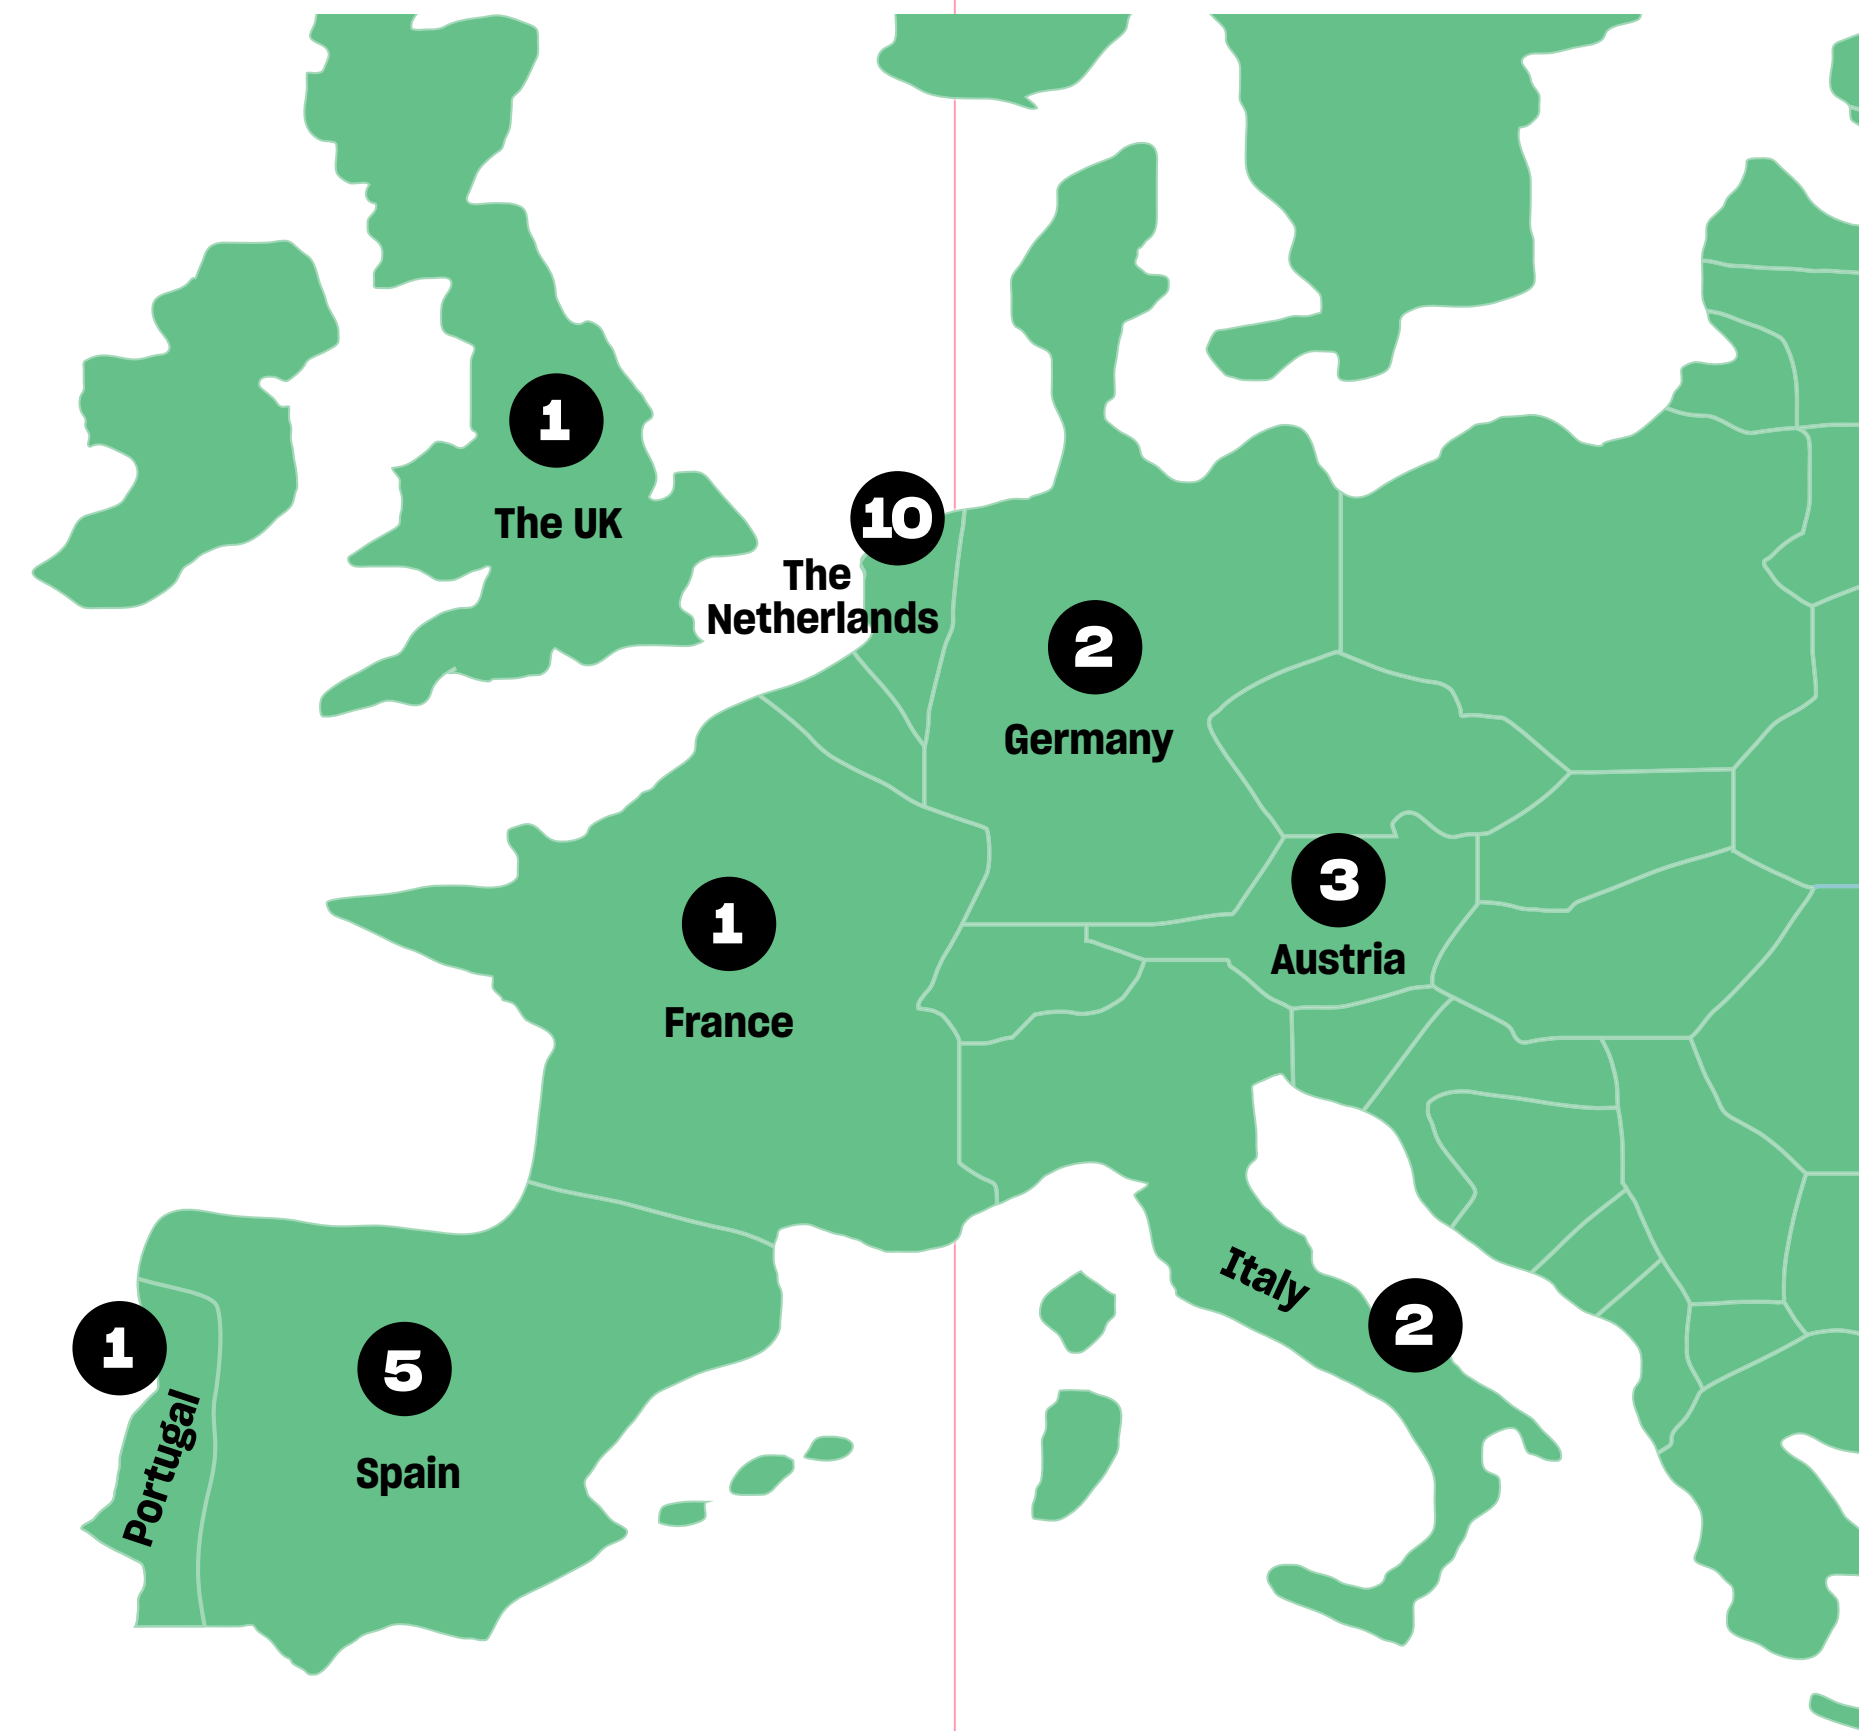 1
The UK
10
The
Netherlands
2
Germany
3
Austria
1
France
Italy
2
1
Portugal
5
Spain